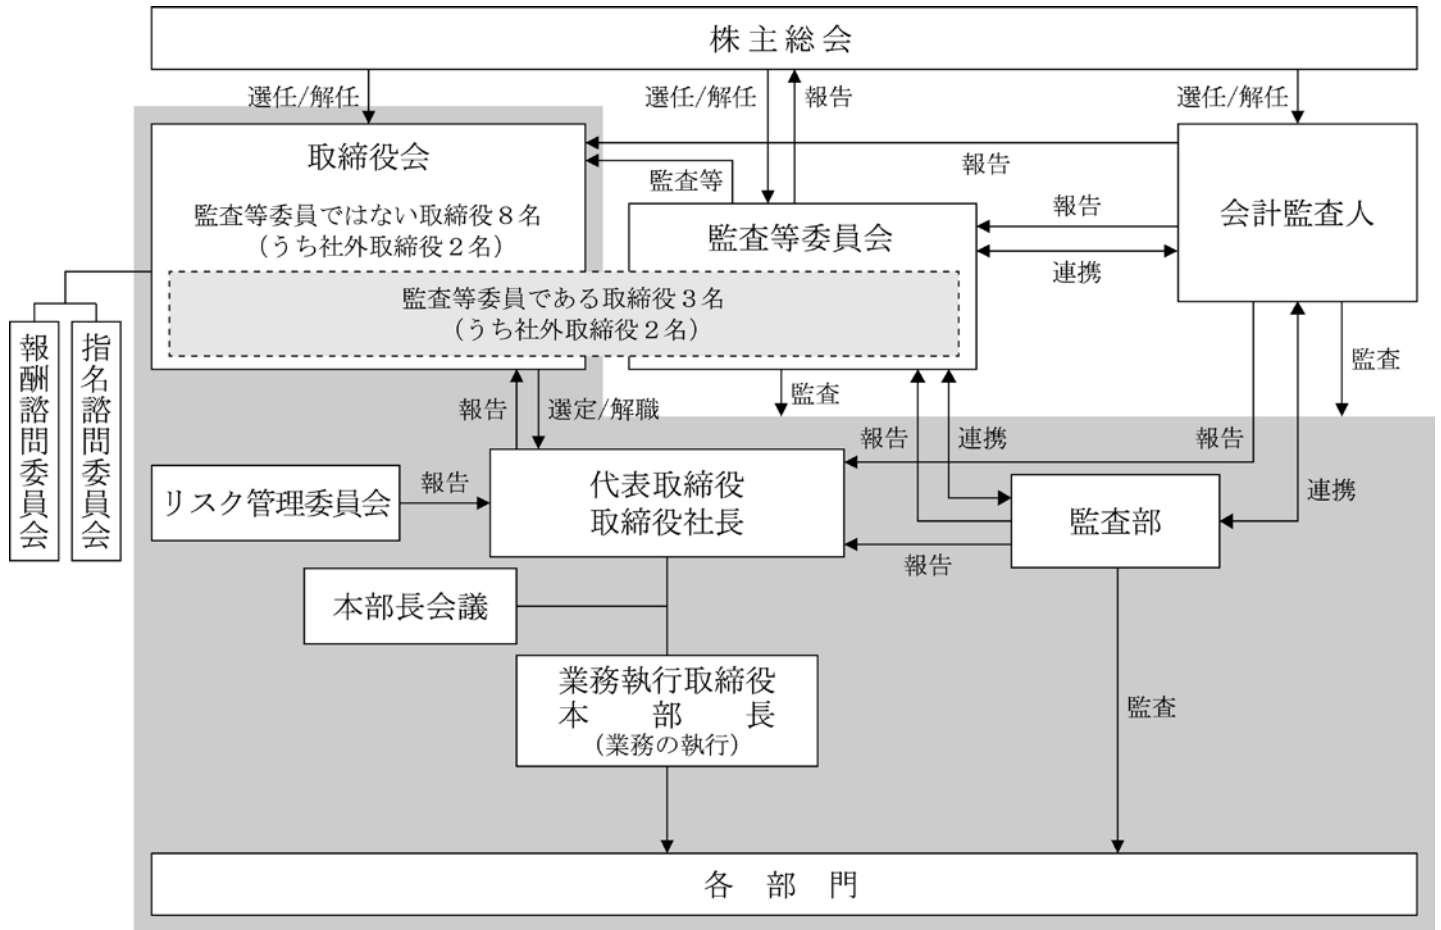 株主総会
選任/解任
選任/解任
報告
選任/解任
取締役会
監査等委員ではない取締役８名
（うち社外取締役２名）
監査等
報告
監査等委員会
報告
連携
会計監査人
監査等委員である取締役３名
（うち社外取締役２名）
報酬諮問委員会
指名諮問委員会
報告
選定/解職
監査
監査
報告
連携
報告
連携
リスク管理委員会
報告
代表取締役
取締役社長
監査部
報告
本部長会議
業務執行取締役
本部長
（業務の執行）
監査
各部門